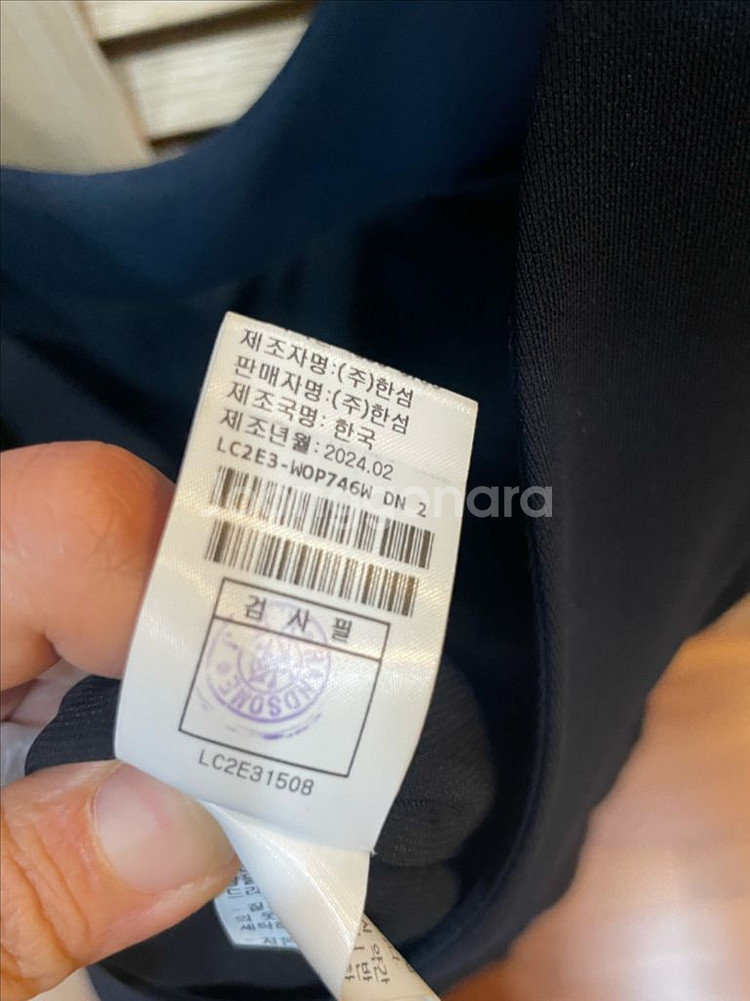 제조자명:(주)한섬
판매자명:(주)한섬
제조국명: 한국
제조년월:2024.02
LC2E3-WOP746W DN 2
검 사 필
HANDSOME
LC2E31508